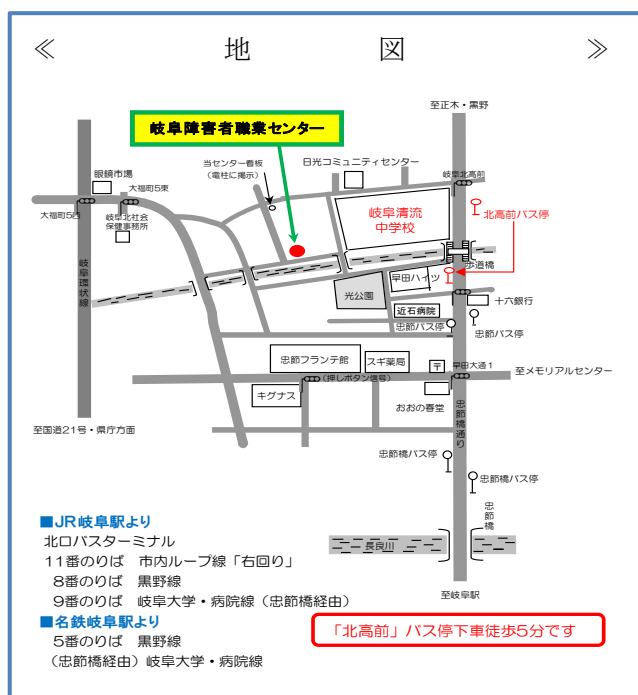 ≪ 地 図 ≫
至正木・黒野
岐阜障害者職業センター
当センター看板
(電柱に掲示)
日光コミュニティセンター
眼鏡市場
大福町5東
岐阜北高前
大福町5西
岐阜北社会
保健事務所
岐阜清流
中学校
北高前バス停
歩道橋
岐阜環状線
早田ハイツ
光公園
十六銀行
近石病院
忠節バス停
忠節バス停
忠節フランテ館
スギ薬局
〒
早田大通1
(押しボタン信号)
至メモリアルセンター
キグナス
おおの春堂
忠節橋通り
至国道21号・県庁方面
忠節橋バス停
忠節橋バス停
忠節橋
長良川
至岐阜駅
■JR岐阜駅より
北口バスターミナル
11番のりば 市内ループ線「右回り」
8番のりば 黒野線
9番のりば 岐阜大学・病院線(忠節橋経由)
■名鉄岐阜駅より
5番のりば 黒野線
(忠節橋経由)岐阜大学・病院線
「北高前」バス停下車徒歩5分です